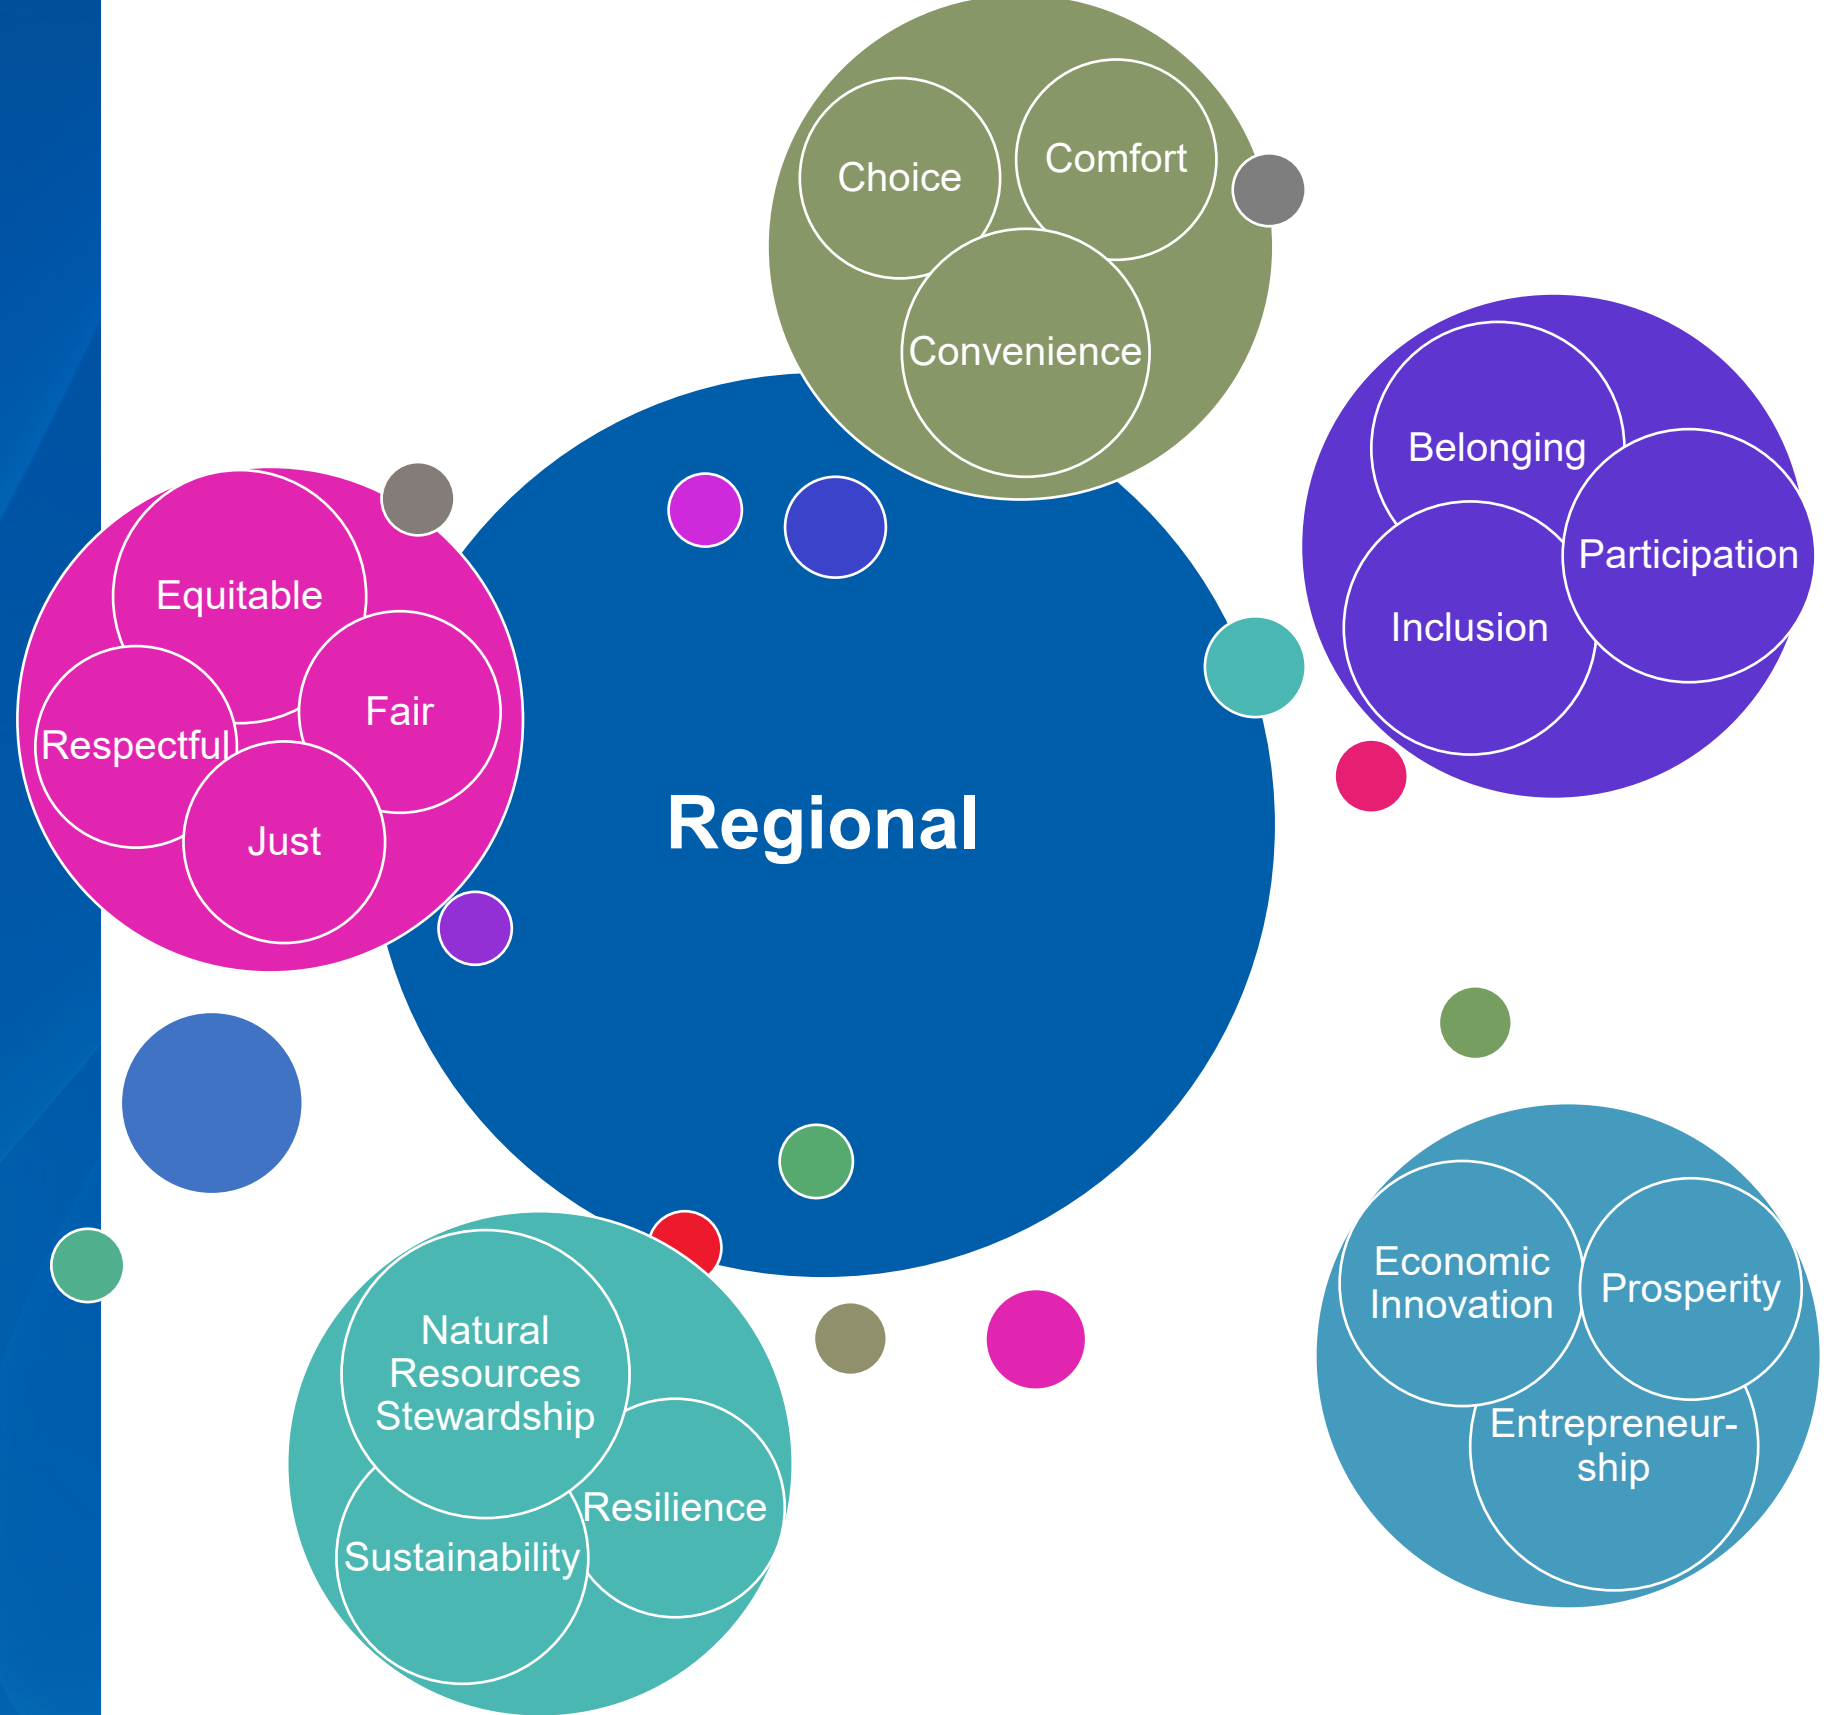 Choice
Comfort
Convenience
Belonging
Participation
Inclusion
Equitable
Fair
Respectful
Just
Regional
Natural
Resources
Stewardship
Resilience
Sustainability
Economic
Innovation
Prosperity
Entrepreneur-
ship